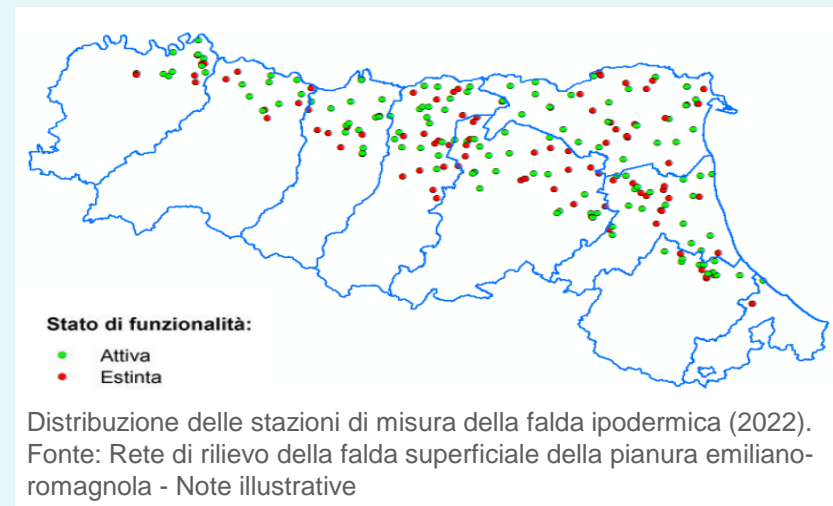 Stato di funzionalità:
Attiva
Estinta
Distribuzione delle stazioni di misura della falda ipodermica (2022).
Fonte: Rete di rilievo della falda superficiale della pianura emiliano-
romagnola - Note illustrative